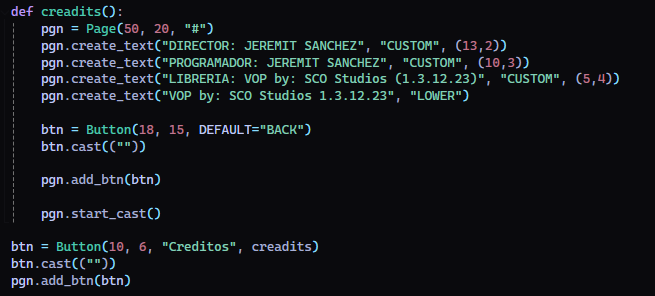 def creadits():
    pgn = Page(50, 20, "#")
    pgn.create_text("DIRECTOR: JEREMIT SANCHEZ", "CUSTOM", (13,2))
    pgn.create_text("PROGRAMADOR: JEREMIT SANCHEZ", "CUSTOM", (10,3))
    pgn.create_text("LIBRERIA: VOP by: SCO Studios (1.3.12.23)", "CUSTOM", (5,4))
    pgn.create_text("VOP by: SCO Studios 1.3.12.23", "LOWER")
    btn = Button(18, 15, DEFAULT="BACK")
    btn.cast((""))
    pgn.add_btn(btn)
    pgn.start_cast()
btn = Button(10, 6, "Creditos", creadits)
btn.cast((""))
pgn.add_btn(btn)